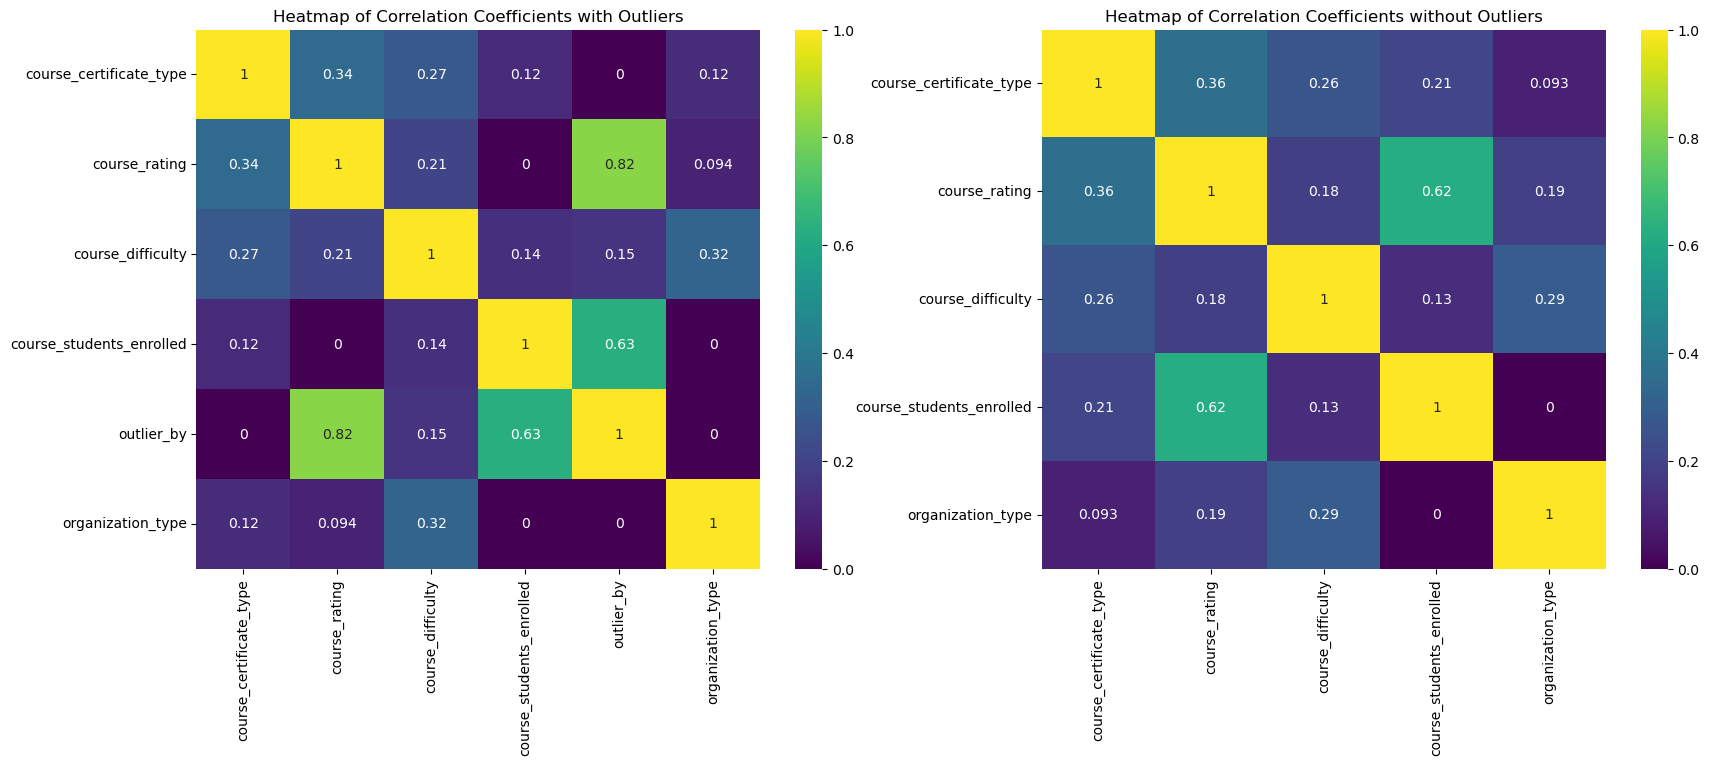 Heatmap of Correlation Coefficients with Outliers
course_certificate_type 1 0.34 0.27 0.12 0 0.12
course_rating 0.34 1 0.21 0 0.82 0.094
course_difficulty 0.27 0.21 1 0.14 0.15 0.32
course_students_enrolled 0.12 0 0.14 1 0.63 0
outlier_by 0 0.82 0.15 0.63 1 0
organization_type 0.12 0.094 0.32 0 0 1
course_certificate_type
course_rating
course_difficulty
course_students_enrolled
outlier_by
organization_type
1.0
0.8
0.6
0.4
0.2
0.0
Heatmap of Correlation Coefficients without Outliers
course_certificate_type 1 0.36 0.26 0.21 0.093
course_rating 0.36 1 0.18 0.62 0.19
course_difficulty 0.26 0.18 1 0.13 0.29
course_students_enrolled 0.21 0.62 0.13 1 0
organization_type 0.093 0.19 0.29 0 1
course_certificate_type
course_rating
course_difficulty
course_students_enrolled
organization_type
1.0
0.8
0.6
0.4
0.2
0.0